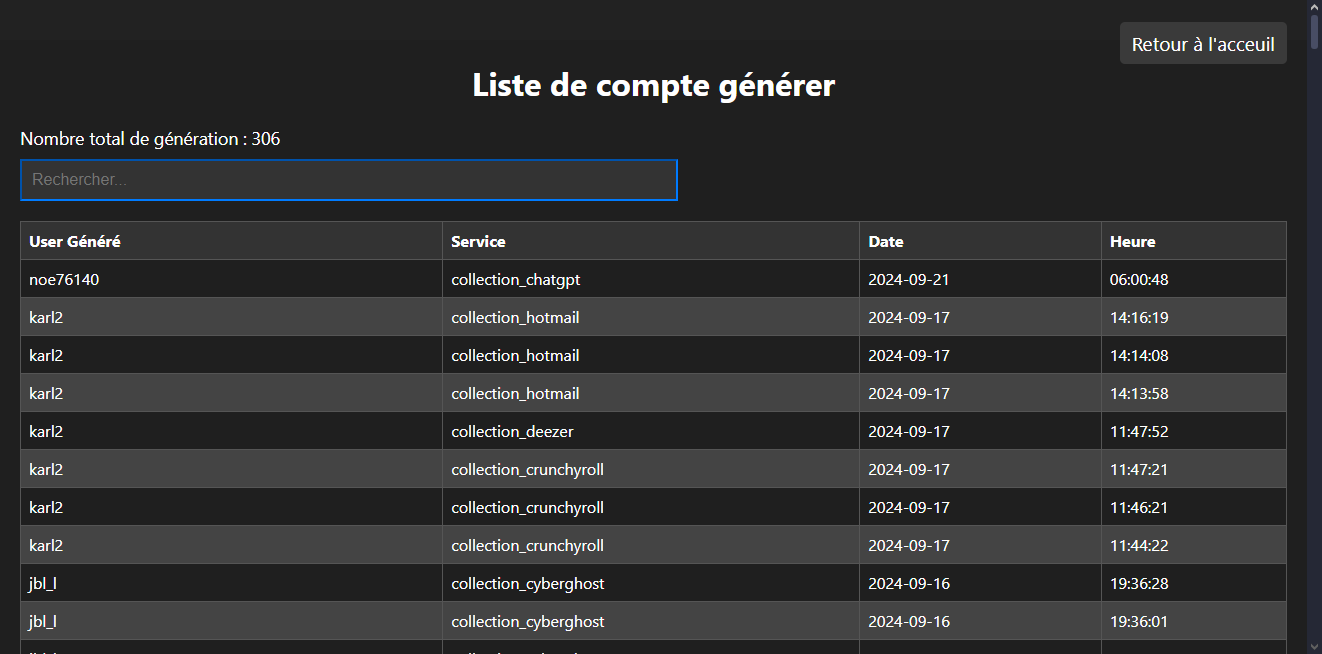 Retour à l'acceuil
Liste de compte générer
Nombre total de génération : 306
Rechercher...
User Généré Service Date Heure
noe76140 collection_chatgpt 2024-09-21 06:00:48
karl2 collection_hotmail 2024-09-17 14:16:19
karl2 collection_hotmail 2024-09-17 14:14:08
karl2 collection_hotmail 2024-09-17 14:13:58
karl2 collection_deezer 2024-09-17 11:47:52
karl2 collection_crunchyroll 2024-09-17 11:47:21
karl2 collection_crunchyroll 2024-09-17 11:46:21
karl2 collection_crunchyroll 2024-09-17 11:44:22
jbl_l collection_cyberghost 2024-09-16 19:36:28
jbl_l collection_cyberghost 2024-09-16 19:36:01